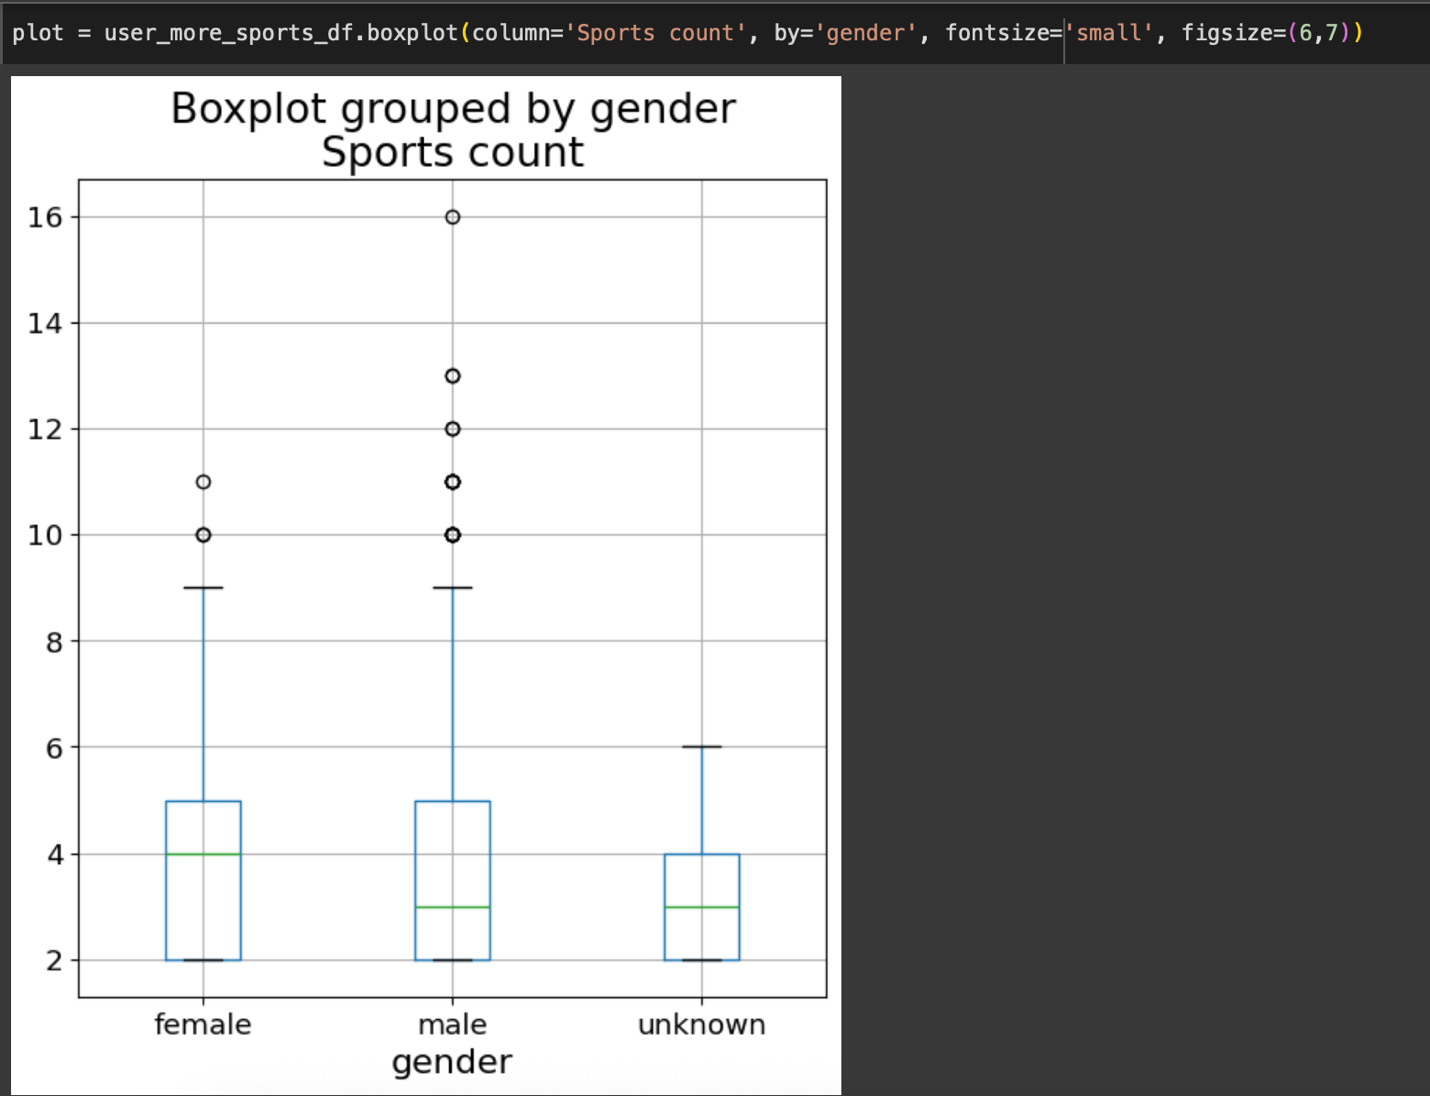 plot = user_more_sports_df.boxplot(column='Sports count', by='gender', fontsize='small', figsize=(6,7))
Boxplot grouped by gender
Sports count
16
14
12
10
8
6
4
2
female male unknown
gender